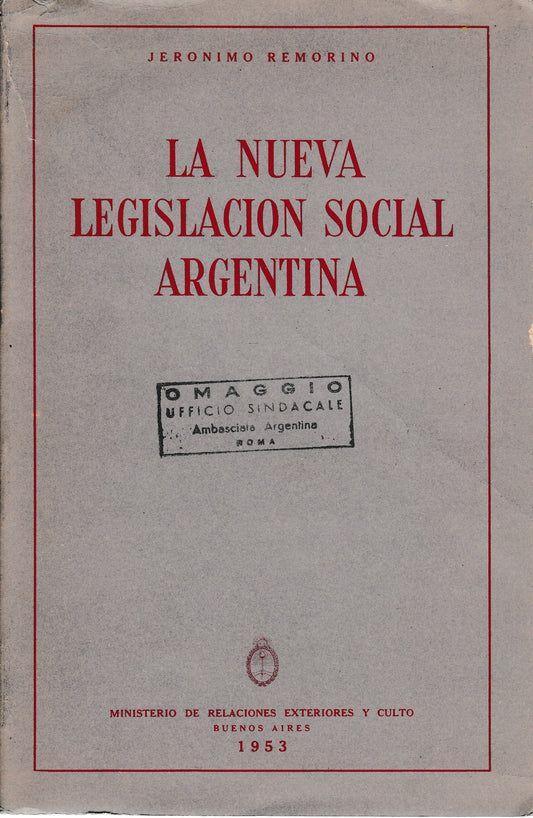 JERONIMO REMORINO
LA NUEVA
LEGISLACION SOCIAL
ARGENTINA
OMAGGIO
UFFICIO SINDACALE
Ambasciata Argentina
ROMA
MINISTERIO DE RELACIONES EXTERIORES Y CULTO
BUENOS AIRES
1953